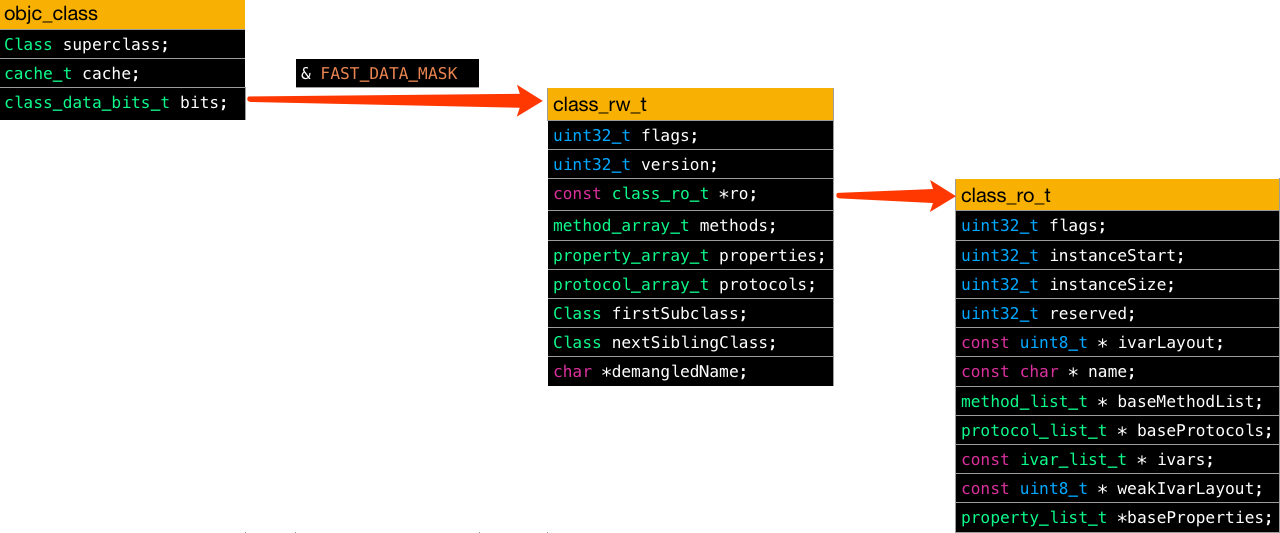 objc_class
Class superclass;
cache_t cache;
class_data_bits_t bits;
& FAST_DATA_MASK
class_rw_t
uint32_t flags;
uint32_t version;
const class_ro_t *ro;
method_array_t methods;
property_array_t properties;
protocol_array_t protocols;
Class firstSubclass;
Class nextSiblingClass;
char *demangledName;
class_ro_t
uint32_t flags;
uint32_t instanceStart;
uint32_t instanceSize;
uint32_t reserved;
const uint8_t * ivarLayout;
const char * name;
method_list_t * baseMethodList;
protocol_list_t * baseProtocols;
const ivar_list_t * ivars;
const uint8_t * weakIvarLayout;
property_list_t *baseProperties;